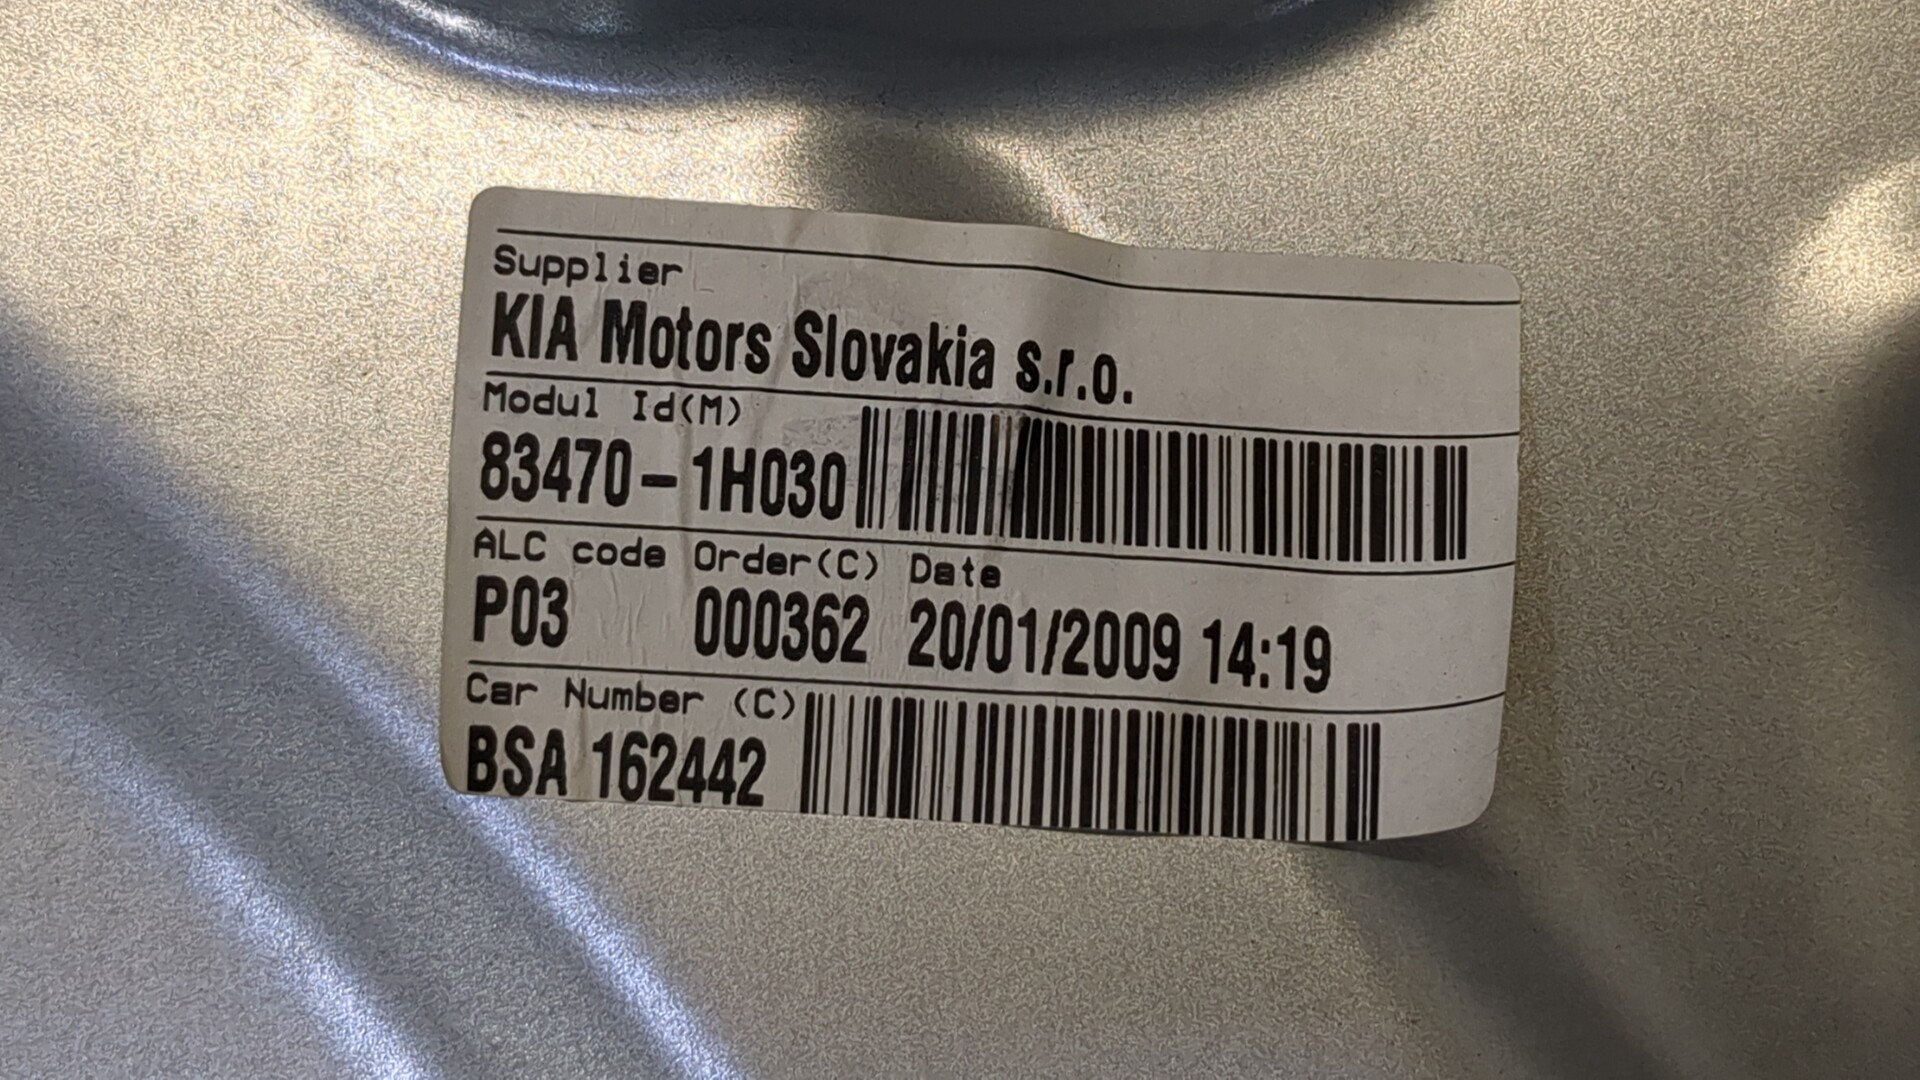 Supplier
KIA Motors Slovakia s.r.o.
Modul Id(M)
83470-1H030
ALC code Order(C) Date
P03 000362 20/01/2009 14:19
Car Number (C)
BSA 162442